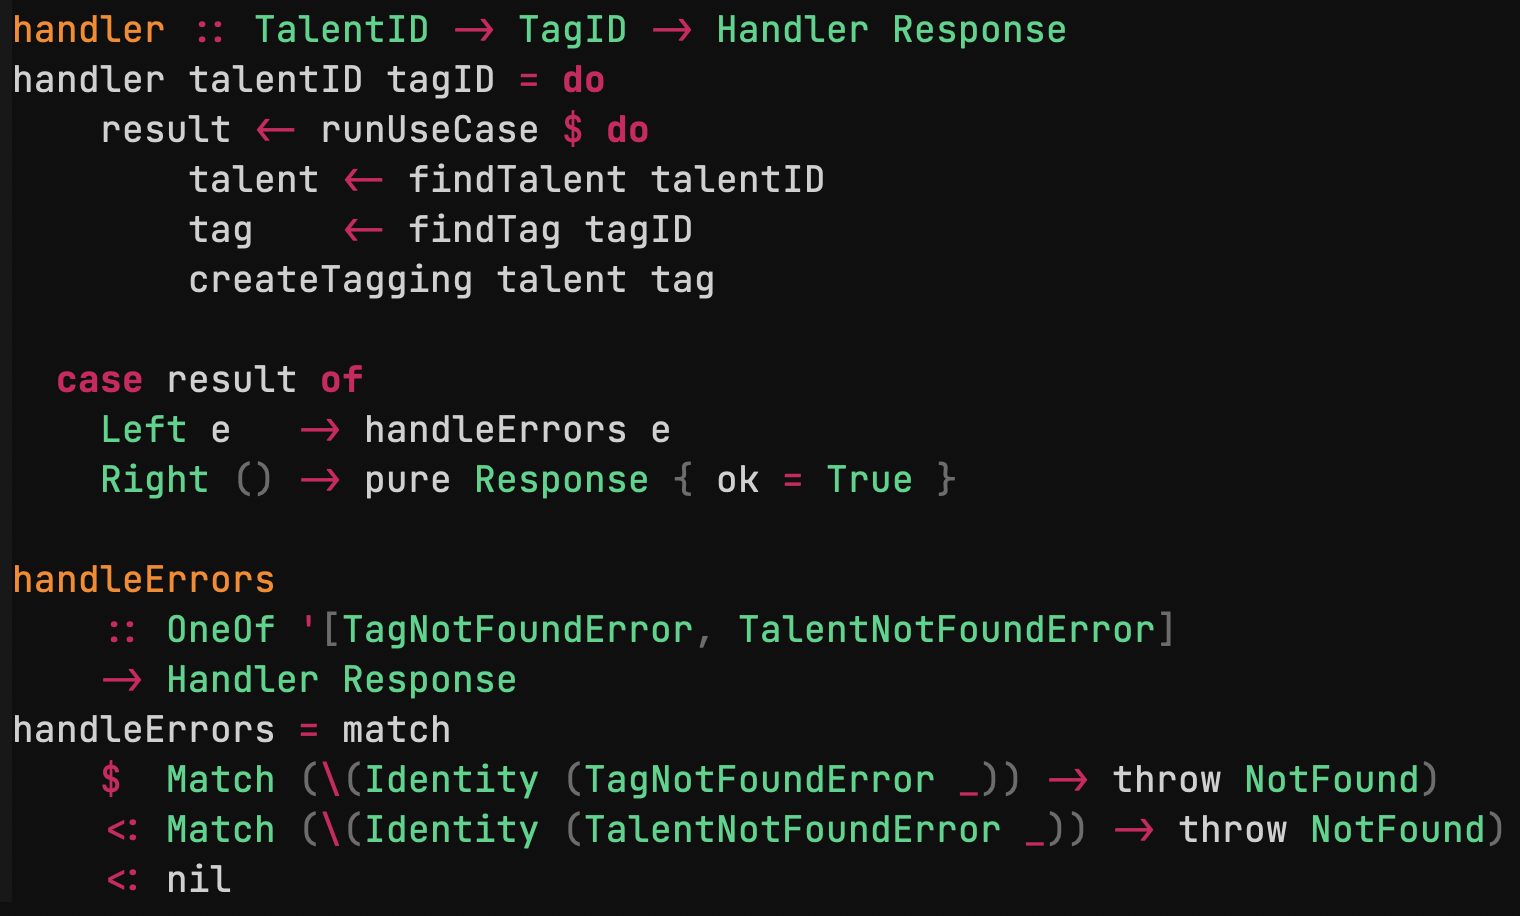 handler :: TalentID -> TagID -> Handler Response
handler talentID tagID = do
    result <- runUseCase $ do
        talent <- findTalent talentID
        tag    <- findTag tagID
        createTagging talent tag

  case result of
    Left e   -> handleErrors e
    Right () -> pure Response { ok = True }

handleErrors
    :: OneOf '[TagNotFoundError, TalentNotFoundError]
    -> Handler Response
handleErrors = match
    $  Match (\(Identity (TagNotFoundError _)) -> throw NotFound)
    <: Match (\(Identity (TalentNotFoundError _)) -> throw NotFound)
    <: nil